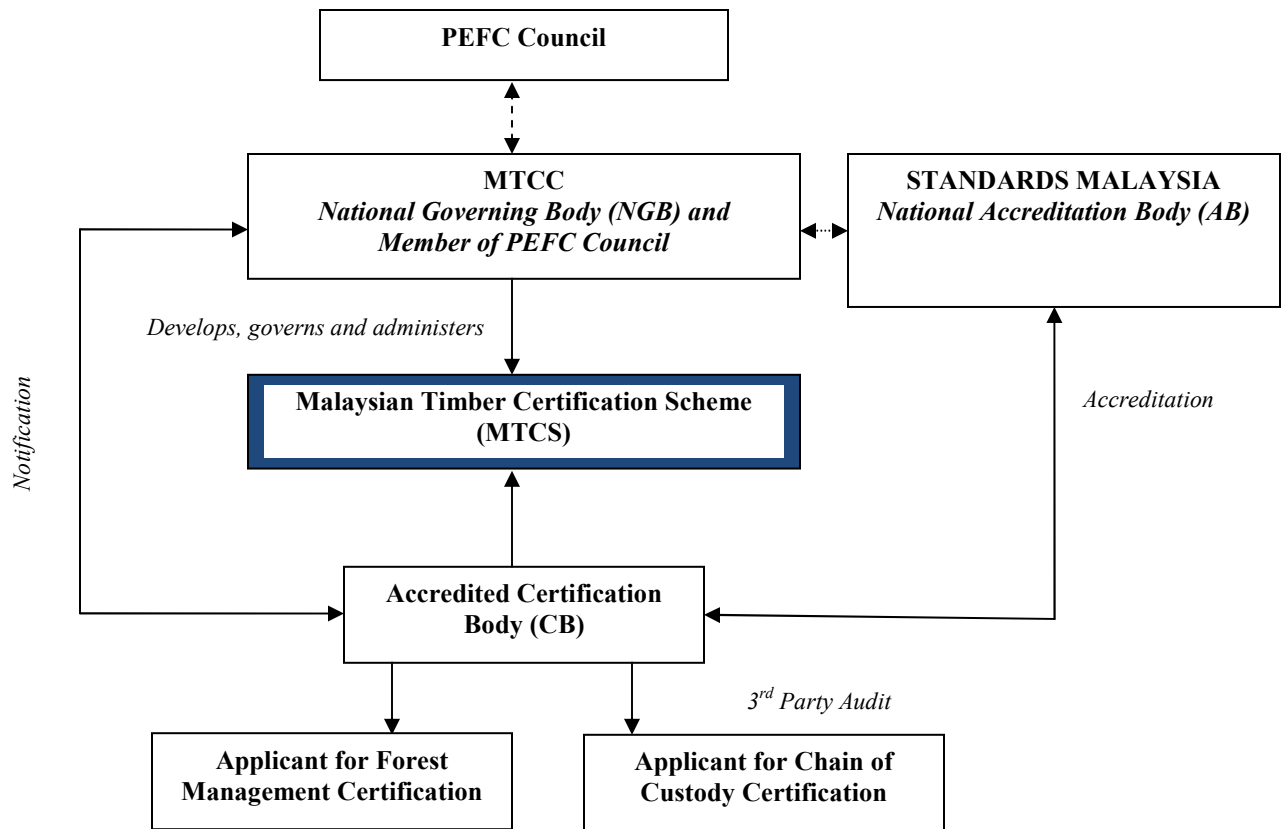 PEFC Council
MTCC
National Governing Body (NGB) and
Member of PEFC Council
STANDARDS MALAYSIA
National Accreditation Body (AB)
Develops, governs and administers
Notification
Malaysian Timber Certification Scheme
(MTCS)
Accreditation
Accredited Certification
Body (CB)
3rd Party Audit
Applicant for Forest
Management Certification
Applicant for Chain of
Custody Certification